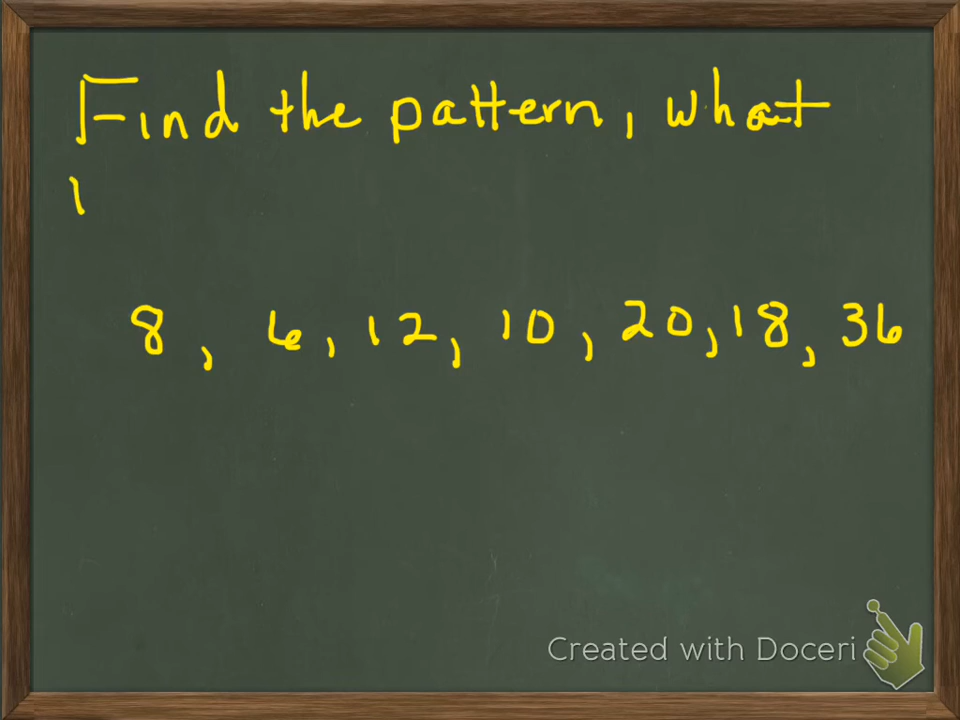 Find the pattern, what
I
8, 6, 12, 10, 20, 18, 36
Created with Doceri